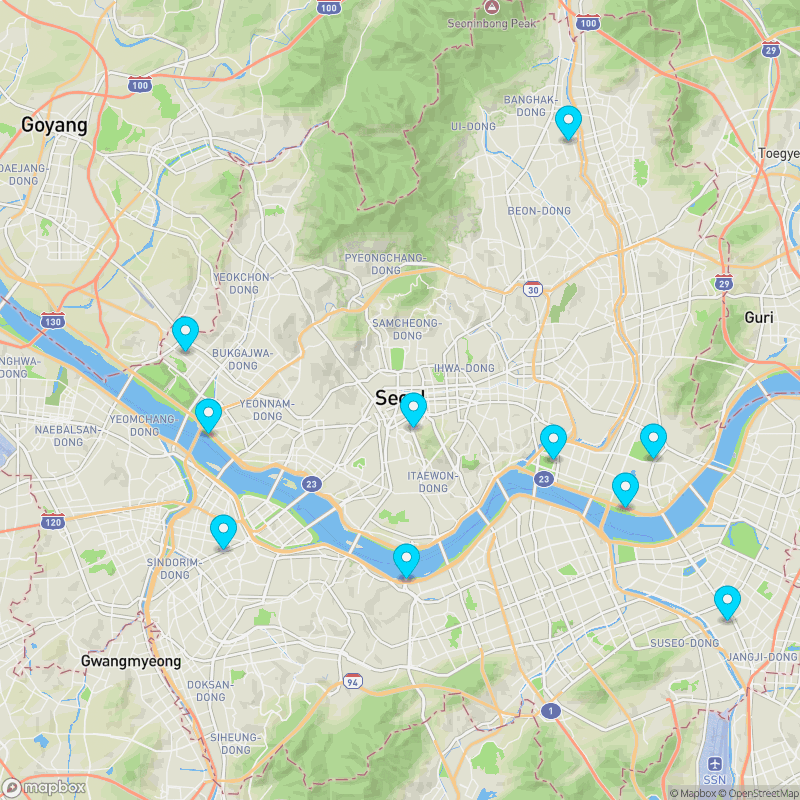 100
Seoninbong Peak
100
29
100
BANGHAK-
DONG
UI-DONG
Goyang
Toegye
DAEJANG-
DONG
BEON-DONG
PYEONGCHANG-
DONG
YEOKCHON-
DONG
29
30
130
Guri
SAMCHEONG-
DONG
BUKGAJWA-
DONG
IHWA-DONG
YEONNAM-
DONG
YEOMCHANG-
DONG
NAEBALSAN-
DONG
ITAEWON-
DONG
23
23
120
SINDORIM-
DONG
SUSEO-DONG
JANGJI-DONG
Gwangmyeong
94
DOKSAN-
DONG
1
SIHEUNG-
DONG
SSN
mapbox
© Mapbox © OpenStreetMap